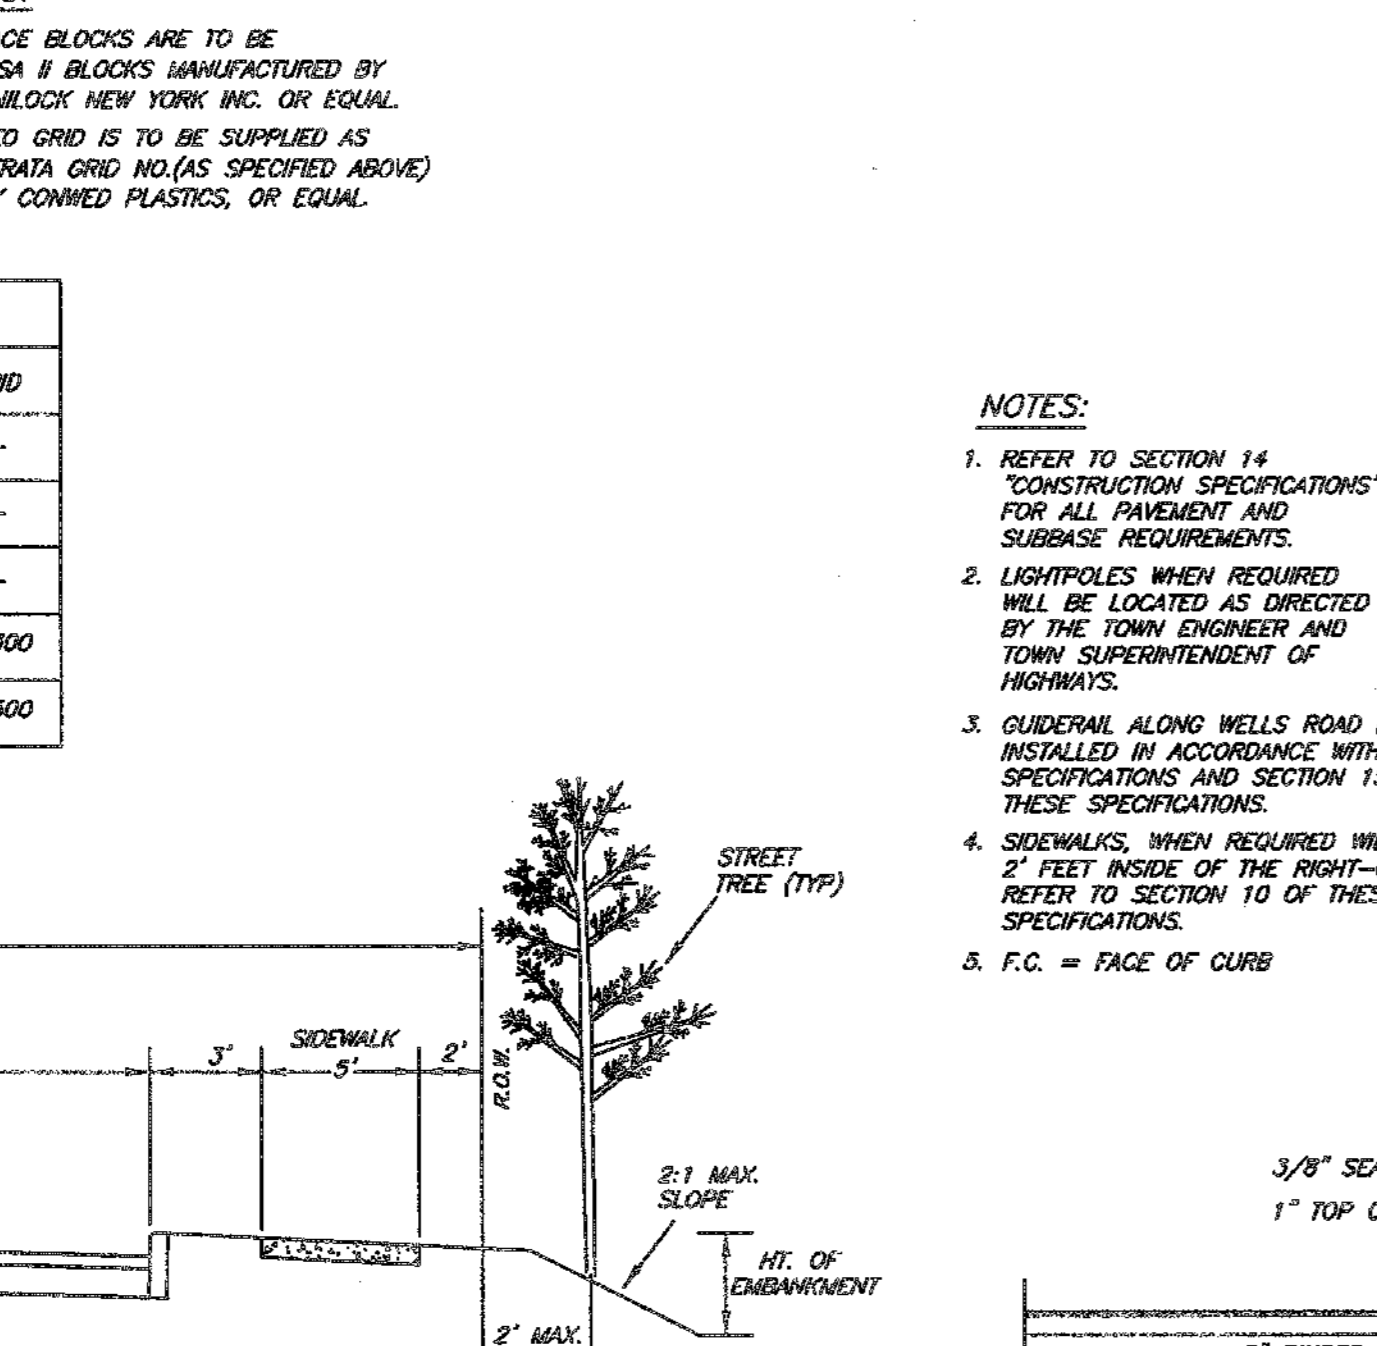 CE BLOCKS ARE TO BE
SA II BLOCKS MANUFACTURED BY
NILOCK NEW YORK INC. OR EQUAL.
GRID IS TO BE SUPPLIED AS
RATA GRID NO.(AS SPECIFIED ABOVE)
CONWED PLASTICS, OR EQUAL.
ID
-
-
-
500
NOTES:
1. REFER TO SECTION 14
"CONSTRUCTION SPECIFICATIONS"
FOR ALL PAVEMENT AND
SUBBASE REQUIREMENTS.
2. LIGHTPOLES WHEN REQUIRED
WILL BE LOCATED AS DIRECTED
BY THE TOWN ENGINEER AND
TOWN SUPERINTENDENT OF
HIGHWAYS.
3. GUIDERAIL ALONG WELLS ROAD
INSTALLED IN ACCORDANCE WITH
SPECIFICATIONS AND SECTION
THESE SPECIFICATIONS.
4. SIDEWALKS, WHEN REQUIRED
2' FEET INSIDE OF THE RIGHT-
REFER TO SECTION 10 OF THES
SPECIFICATIONS.
5. F.C. = FACE OF CURB
STREET
TREE (TYP)
SIDEWALK
3'
5'
2'
R.O.W.
2:1 MAX.
SLOPE
HT. OF
EMBANKMENT
2' MAX.
3/8" SEA
1" TOP